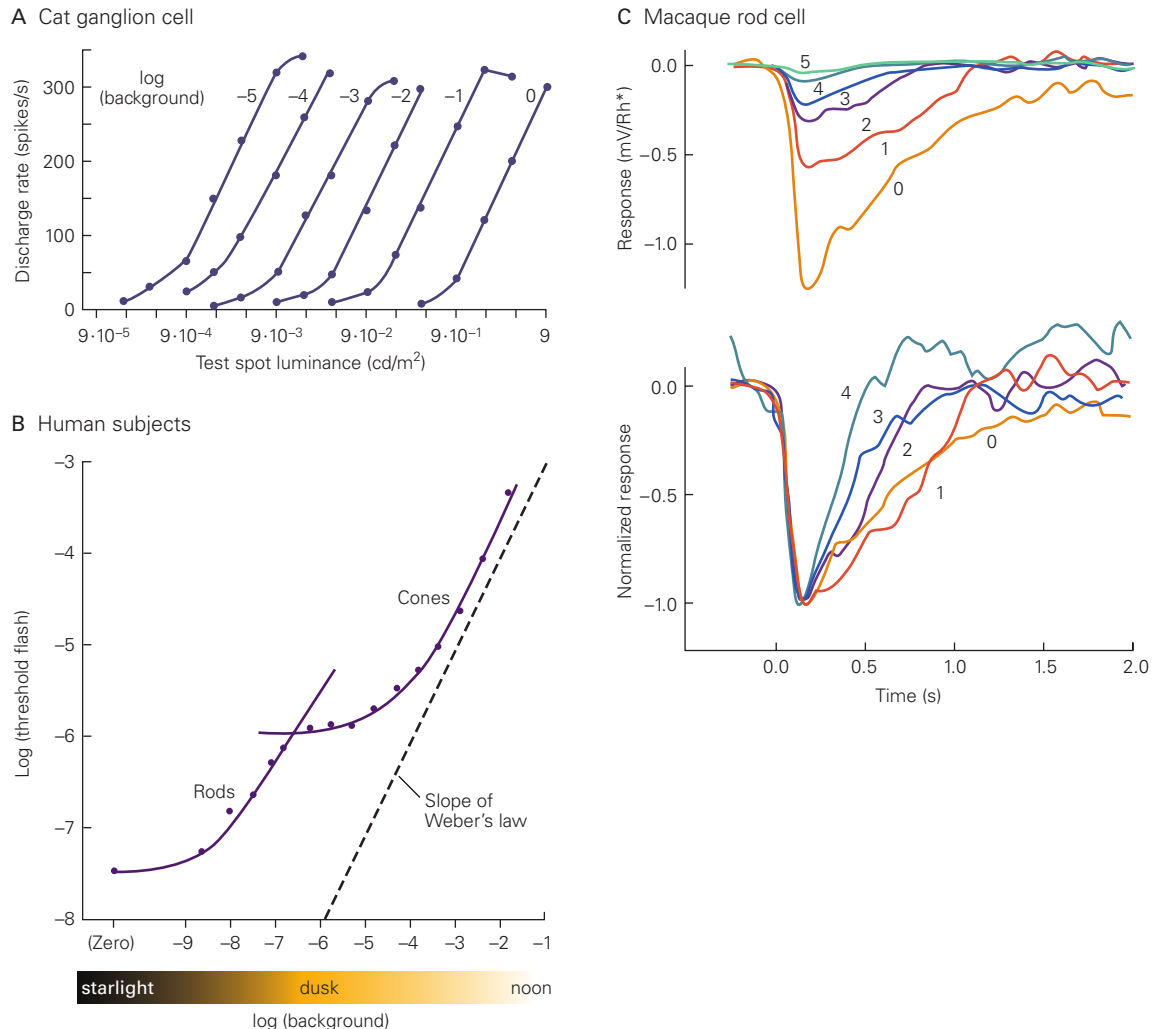 A Cat ganglion cell
Discharge rate (spikes/s)
300
200
100
0
log
(background)
–5
–4
–3
–2
–1
0
9·10⁻⁵
9·10⁻⁴
9·10⁻³
9·10⁻²
9·10⁻¹
9
Test spot luminance (cd/m²)
B Human subjects
Log (threshold flash)
–3
–4
–5
–6
–7
–8
Cones
Rods
Slope of
Weber's law
(Zero)
–9
–8
–7
–6
–5
–4
–3
–2
–1
starlight
dusk
noon
log (background)
C Macaque rod cell
Response (mV/Rh*)
0.0
–0.5
–1.0
5
4
3
2
1
0
Normalized response
0.0
–0.5
–1.0
4
3
2
0
1
0.0
0.5
1.0
1.5
2.0
Time (s)